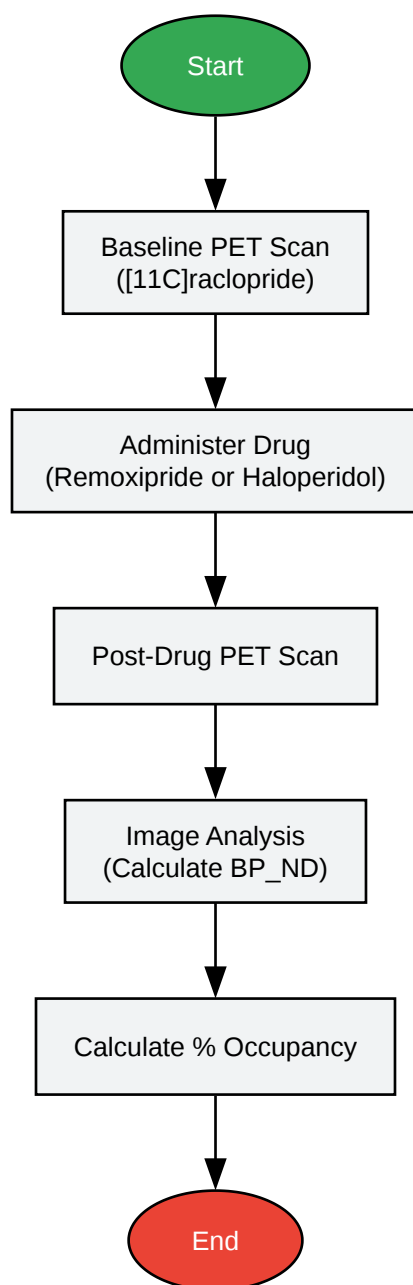 Start
Baseline PET Scan
([11C]raclopride)
Administer Drug
(Remoxipride or Haloperidol)
Post-Drug PET Scan
Image Analysis
(Calculate BP_ND)
Calculate % Occupancy
End